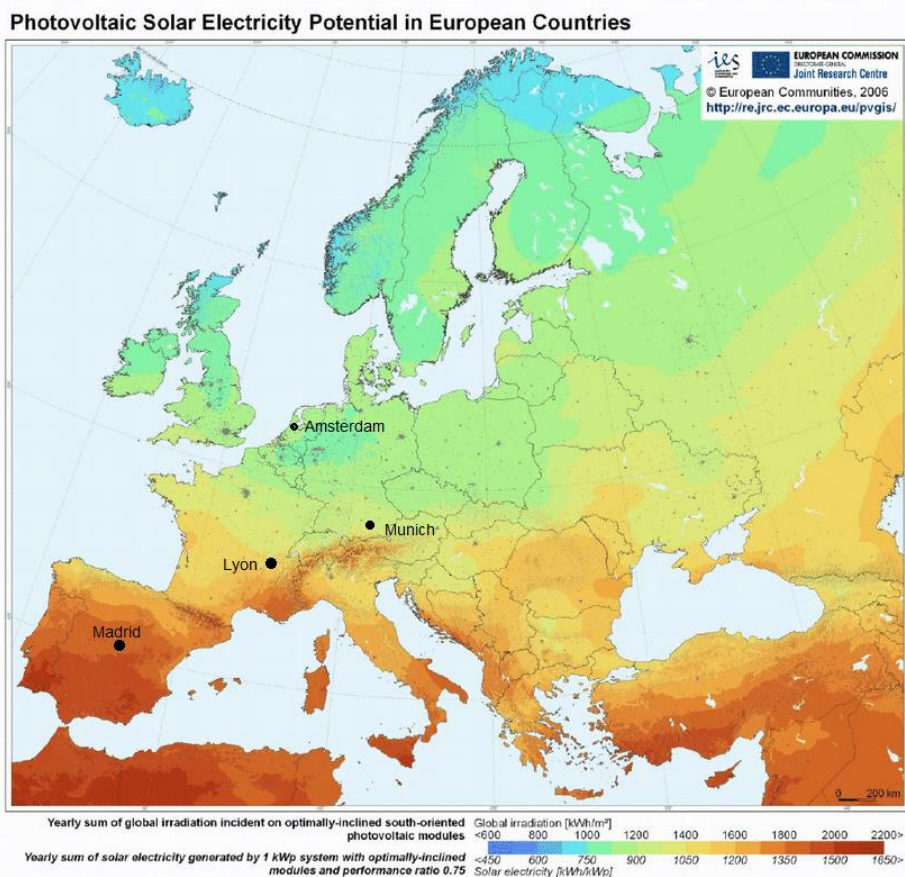 Photovoltaic Solar Electricity Potential in European Countries
ies
EUROPEAN COMMISSION
DIRECTORATE-GENERAL
Joint Research Centre
© European Communities, 2006
http://re.jrc.ec.europa.eu/pvgis/
Amsterdam
Munich
Lyon
Madrid
0 200 km
Yearly sum of global irradiation incident on optimally-inclined south-oriented
photovoltaic modules
Global irradiation [kWh/m²]
<600 800 1000 1200 1400 1600 1800 2000 2200>
Yearly sum of solar electricity generated by 1 kWp system with optimally-inclined
modules and performance ratio 0.75
<450 600 750 900 1050 1200 1350 1500 1650>
Solar electricity [kWh/kWp]